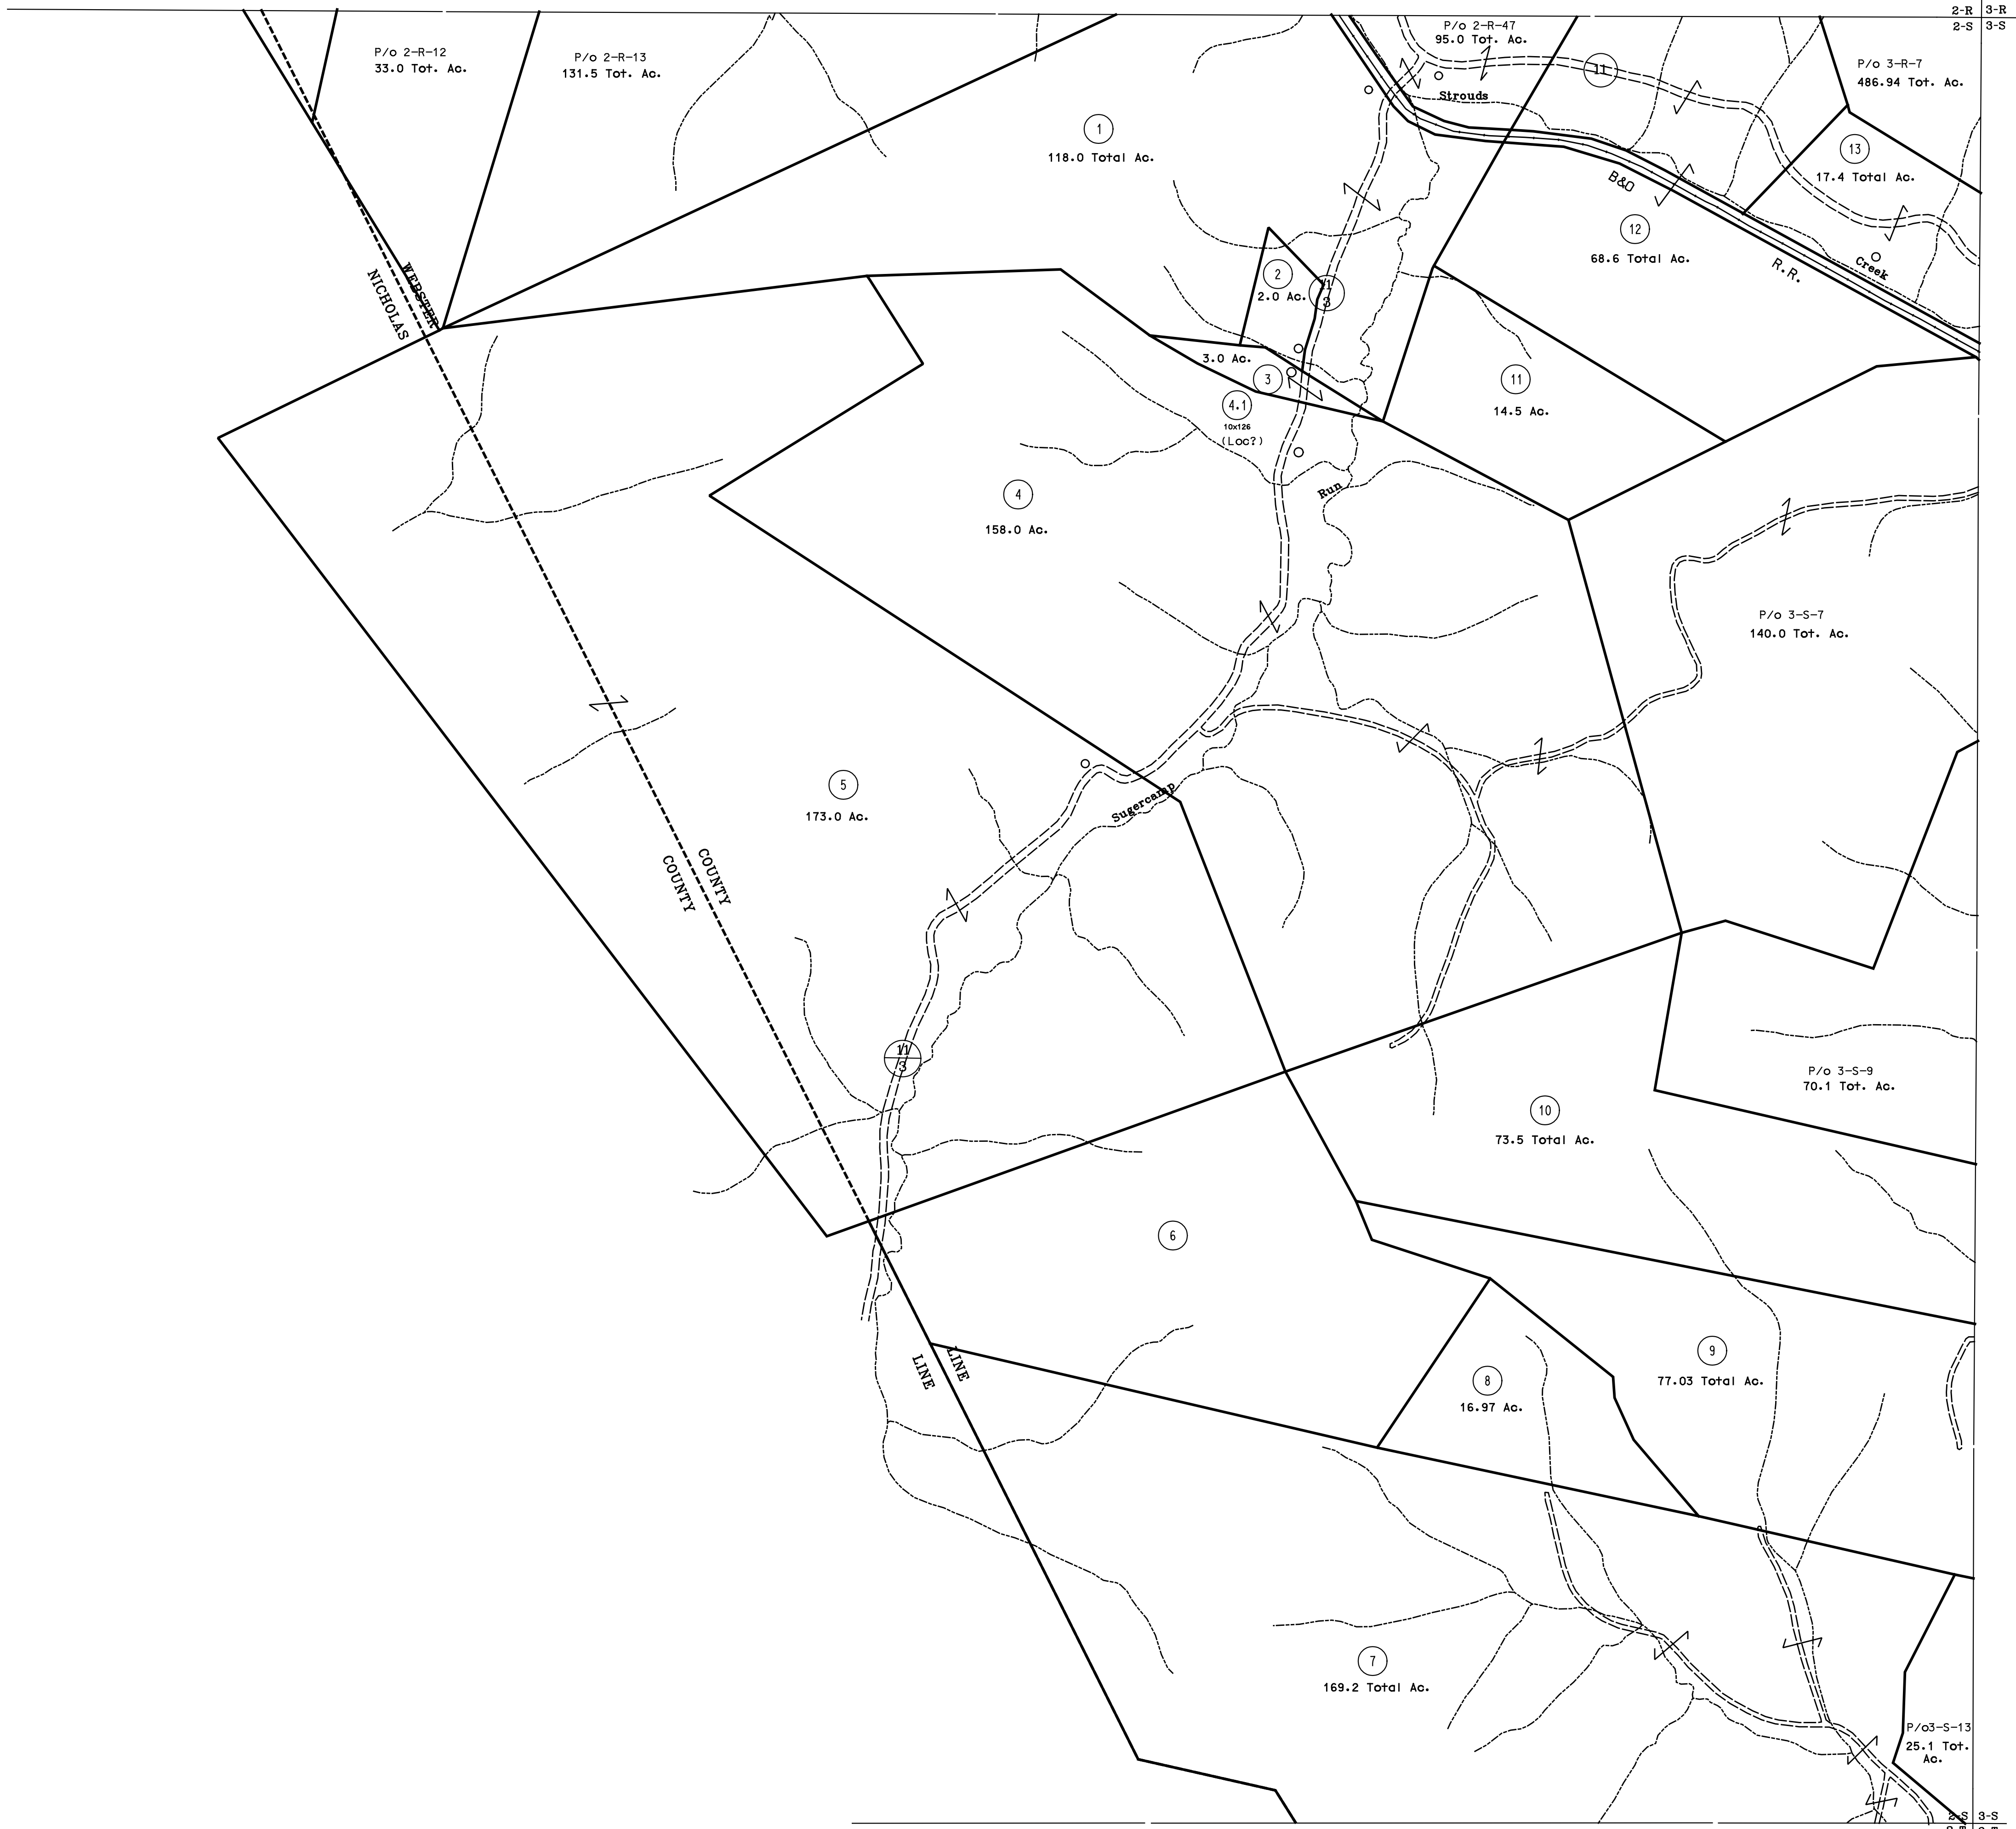 2-R 3-R
2-S 3-S
P/o 2-R-12
33.0 Tot. Ac.
P/o 2-R-13
131.5 Tot. Ac.
P/o 2-R-47
95.0 Tot. Ac.
11
Strouds
P/o 3-R-7
486.94 Tot. Ac.
1
118.0 Total Ac.
13
17.4 Total Ac.
B&O
R.R.
Creek
12
68.6 Total Ac.
WEBSTER
NICHOLAS
2
2.0 Ac.
11
3
3.0 Ac.
3
4.1
10x126
(Loc?)
11
14.5 Ac.
Run
4
158.0 Ac.
P/o 3-S-7
140.0 Tot. Ac.
5
173.0 Ac.
Sugercamp
COUNTY
COUNTY
11
3
P/o 3-S-9
70.1 Tot. Ac.
10
73.5 Total Ac.
6
LINE
LINE
9
77.03 Total Ac.
8
16.97 Ac.
7
169.2 Total Ac.
P/o3-S-13
25.1 Tot.
Ac.
2-S 3-S